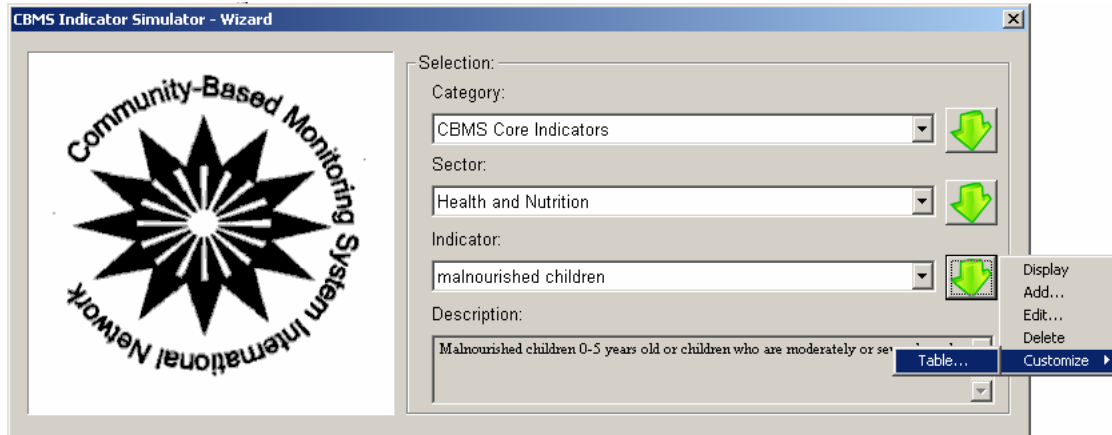 CBMS Indicator Simulator - Wizard
Community-Based Monitoring System International Network
Selection:
Category:
CBMS Core Indicators
Sector:
Health and Nutrition
Indicator:
malnourished children
Description:
Malnourished children 0-5 years old or children who are moderately or
Display
Add...
Edit...
Delete
Customize
Table...